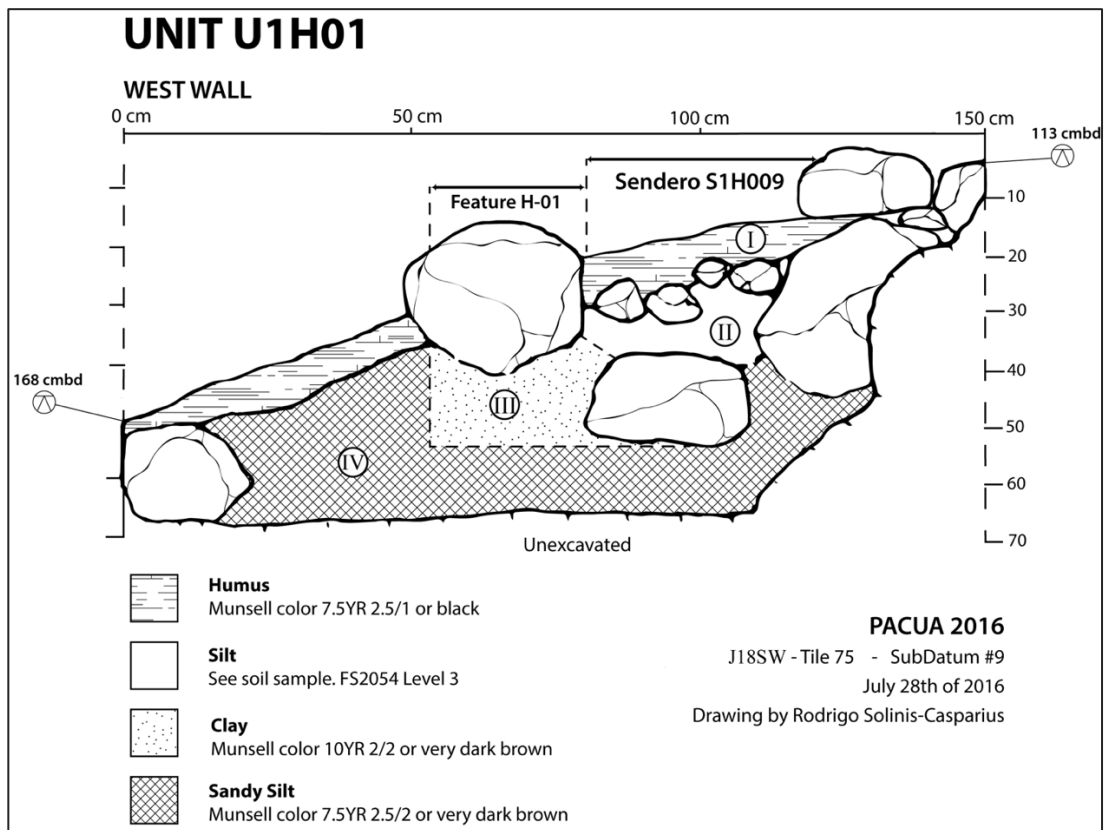 UNIT U1H01
WEST WALL
0 cm 50 cm 100 cm 150 cm
113 cmbd
10
Feature H-01
Sendero S1H009
I
20
30
II
40
168 cmbd
III
50
IV
60
70
Unexcavated
Humus
Munsell color 7.5YR 2.5/1 or black
Silt
See soil sample. FS2054 Level 3
Clay
Munsell color 10YR 2/2 or very dark brown
Sandy Silt
Munsell color 7.5YR 2.5/2 or very dark brown
PACUA 2016
J18SW - Tile 75 - SubDatum #9
July 28th of 2016
Drawing by Rodrigo Solinis-Casparius